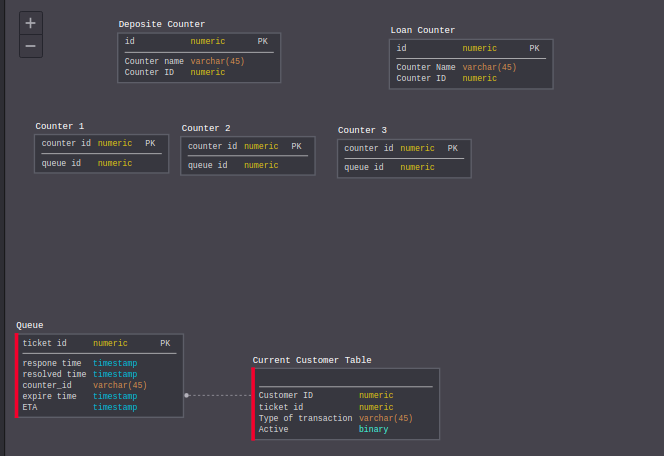 Deposite Counter
id numeric PK
Counter name varchar(45)
Counter ID numeric
Loan Counter
id numeric PK
Counter Name varchar(45)
Counter ID numeric
Counter 1
counter id numeric PK
queue id numeric
Counter 2
counter id numeric PK
queue id numeric
Counter 3
counter id numeric PK
queue id numeric
Queue
ticket id numeric PK
respone time timestamp
resolved time timestamp
counter_id varchar(45)
expire time timestamp
ETA timestamp
Current Customer Table
Customer ID numeric
ticket id numeric
Type of transaction varchar(45)
Active binary